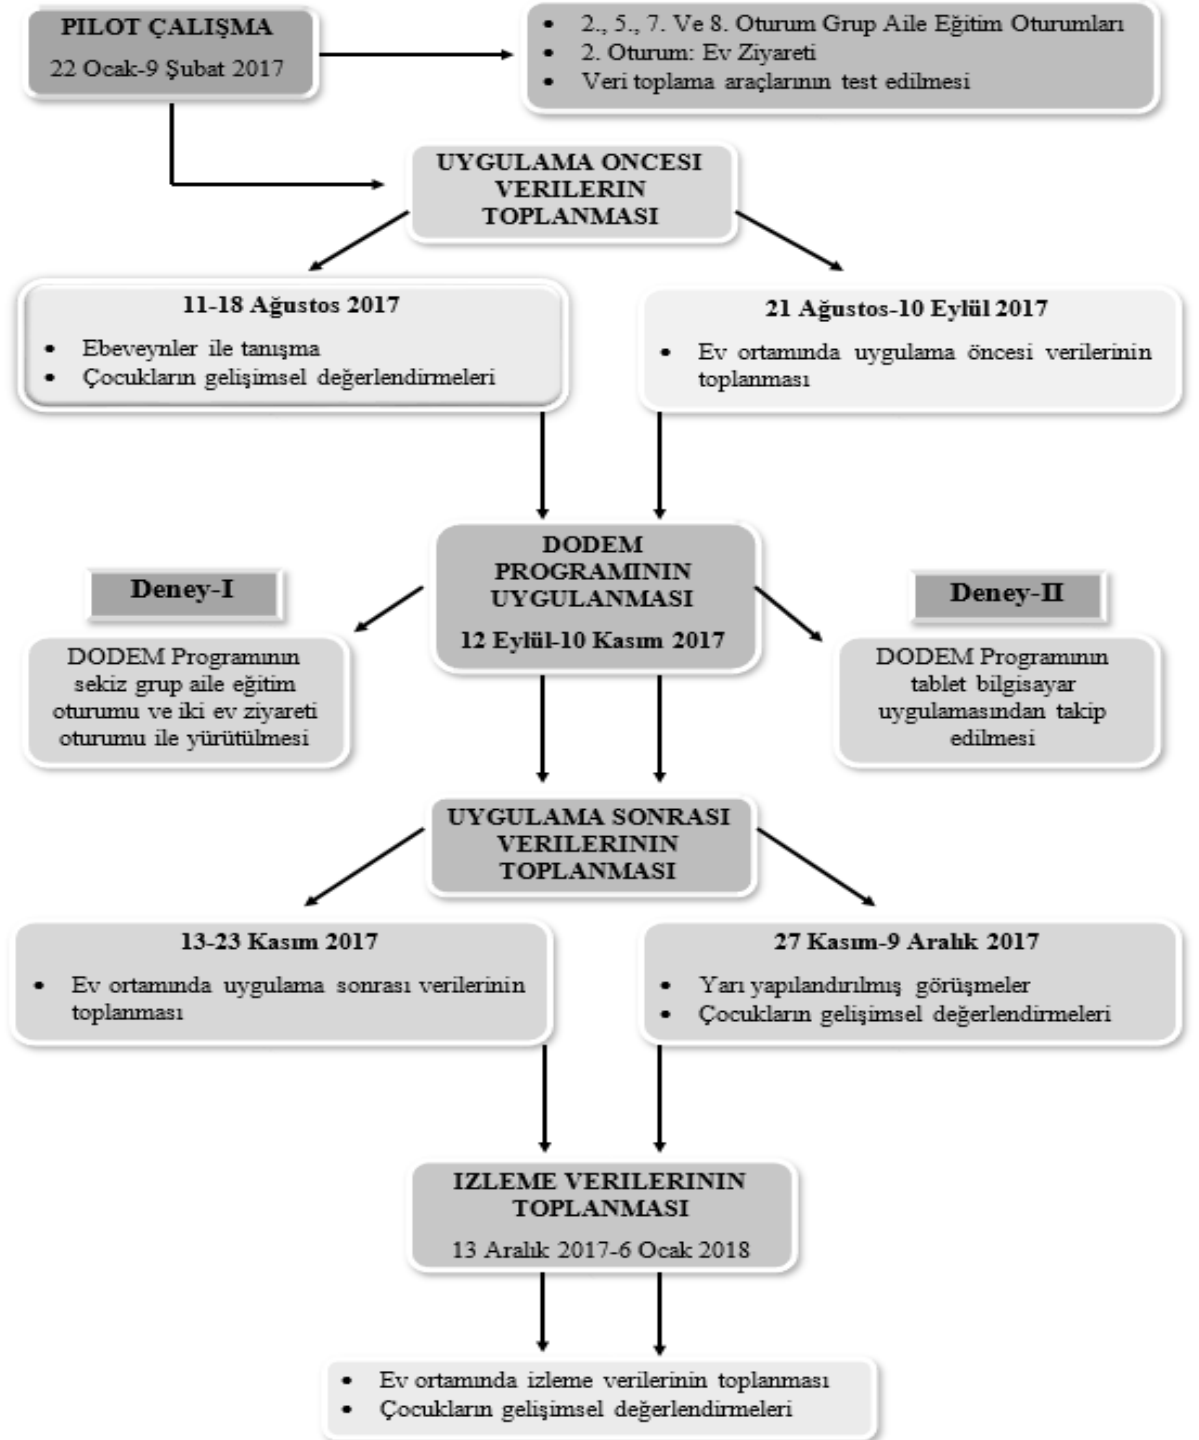 PILOT ÇALIŞMA
22 Ocak-9 Şubat 2017
• 2., 5., 7. Ve 8. Oturum Grup Aile Eğitim Oturumları
• 2. Oturum: Ev Ziyareti
• Veri toplama araçlarının test edilmesi
UYGULAMA ONCESI
VERILERIN
TOPLANMASI
11-18 Ağustos 2017
• Ebeveynler ile tanışma
• Çocukların gelişimsel değerlendirmeleri
21 Ağustos-10 Eylül 2017
• Ev ortamında uygulama öncesi verilerinin
toplanması
DODEM
PROGRAMININ
UYGULANMASI
12 Eylül-10 Kasım 2017
Deney-I
DODEM Programının
sekiz grup aile eğitim
oturumu ve iki ev ziyareti
oturumu ile yürütülmesi
Deney-II
DODEM Programının
tablet bilgisayar
uygulamasından takip
edilmesi
UYGULAMA SONRASI
VERILERININ
TOPLANMASI
13-23 Kasım 2017
• Ev ortamında uygulama sonrası verilerinin
toplanması
27 Kasım-9 Aralık 2017
• Yarı yapılandırılmış görüşmeler
• Çocukların gelişimsel değerlendirmeleri
IZLEME VERILERININ
TOPLANMASI
13 Aralık 2017-6 Ocak 2018
• Ev ortamında izleme verilerinin toplanması
• Çocukların gelişimsel değerlendirmeleri